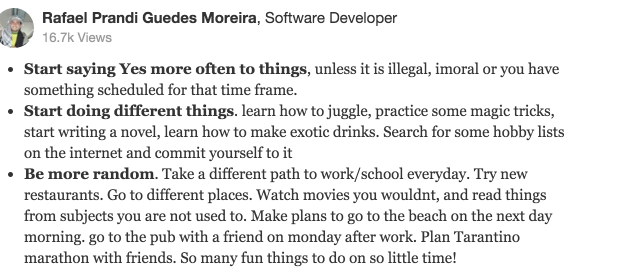 Rafael Prandi Guedes Moreira, Software Developer
16.7k Views
• Start saying Yes more often to things, unless it is illegal, imoral or you have
something scheduled for that time frame.
• Start doing different things. learn how to juggle, practice some magic tricks,
start writing a novel, learn how to make exotic drinks. Search for some hobby lists
on the internet and commit yourself to it
• Be more random. Take a different path to work/school everyday. Try new
restaurants. Go to different places. Watch movies you wouldnt, and read things
from subjects you are not used to. Make plans to go to the beach on the next day
morning. go to the pub with a friend on monday after work. Plan Tarantino
marathon with friends. So many fun things to do on so little time!